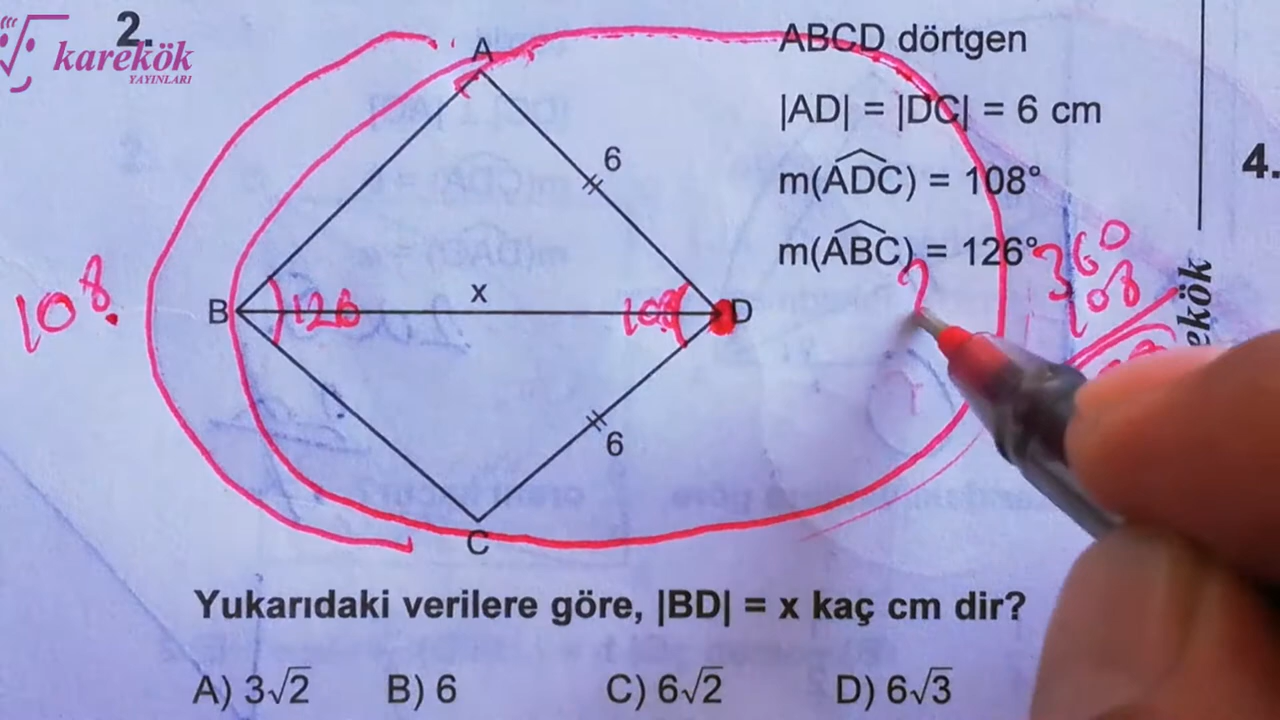 2.
karekök
YAYINLARI
A
ABCD dörtgen
|AD| = |DC| = 6 cm
6
m(ADC) = 108°
4.
m(ABC) = 126°
360
108
108
B
126
x
108
D
?
ekök
6
C
Yukarıdaki verilere göre, |BD| = x kaç cm dir?
A) 3√2 B) 6 C) 6√2 D) 6√3